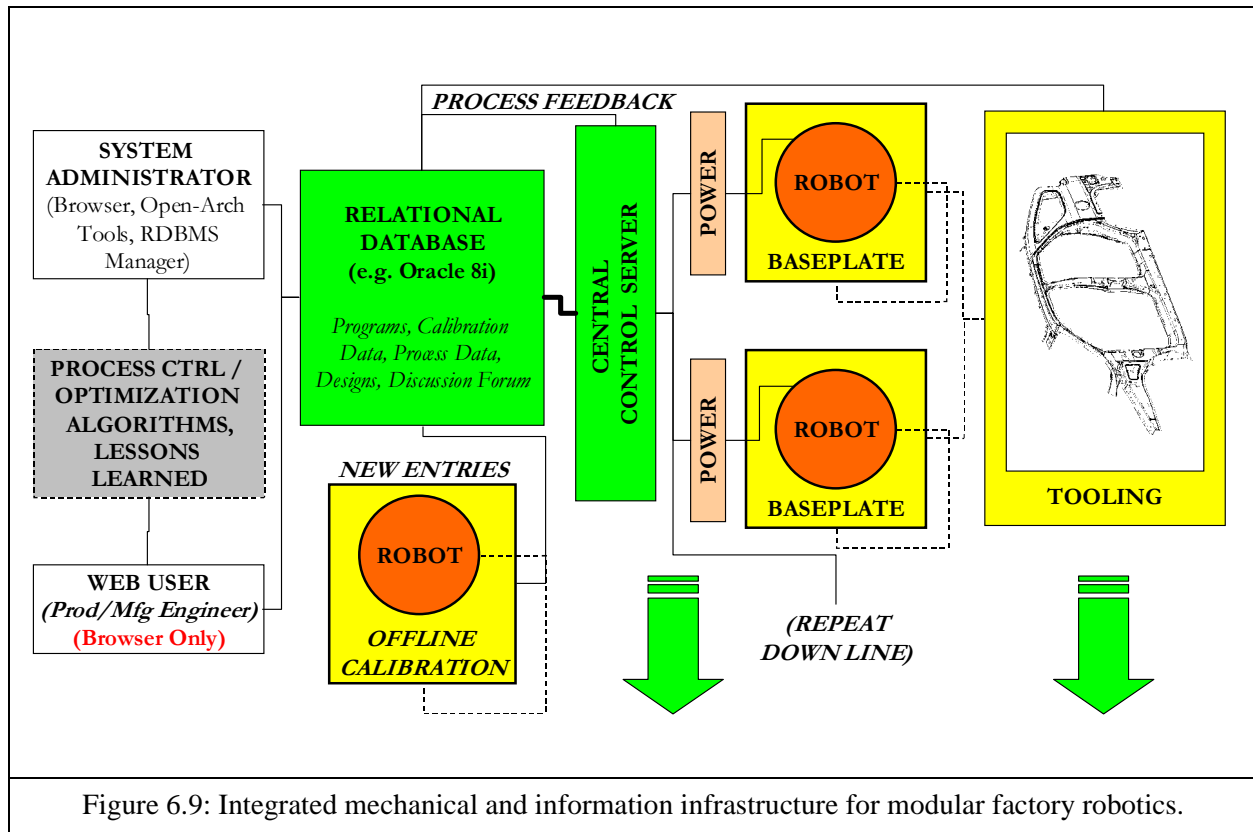 PROCESS FEEDBACK
SYSTEM
ADMINISTRATOR
(Browser, Open-Arch
Tools, RDBMS
Manager)
PROCESS CTRL /
OPTIMIZATION
ALGORITHMS,
LESSONS
LEARNED
WEB USER
(Prod/Mfg Engineer)
(Browser Only)
RELATIONAL
DATABASE
(e.g. Oracle 8i)
Programs, Calibration
Data, Process Data,
Designs, Discussion Forum
NEW ENTRIES
ROBOT
OFFLINE
CALIBRATION
CENTRAL
CONTROL SERVER
POWER
ROBOT
BASEPLATE
POWER
ROBOT
BASEPLATE
(REPEAT
DOWN LINE)
TOOLING
Figure 6.9: Integrated mechanical and information infrastructure for modular factory robotics.